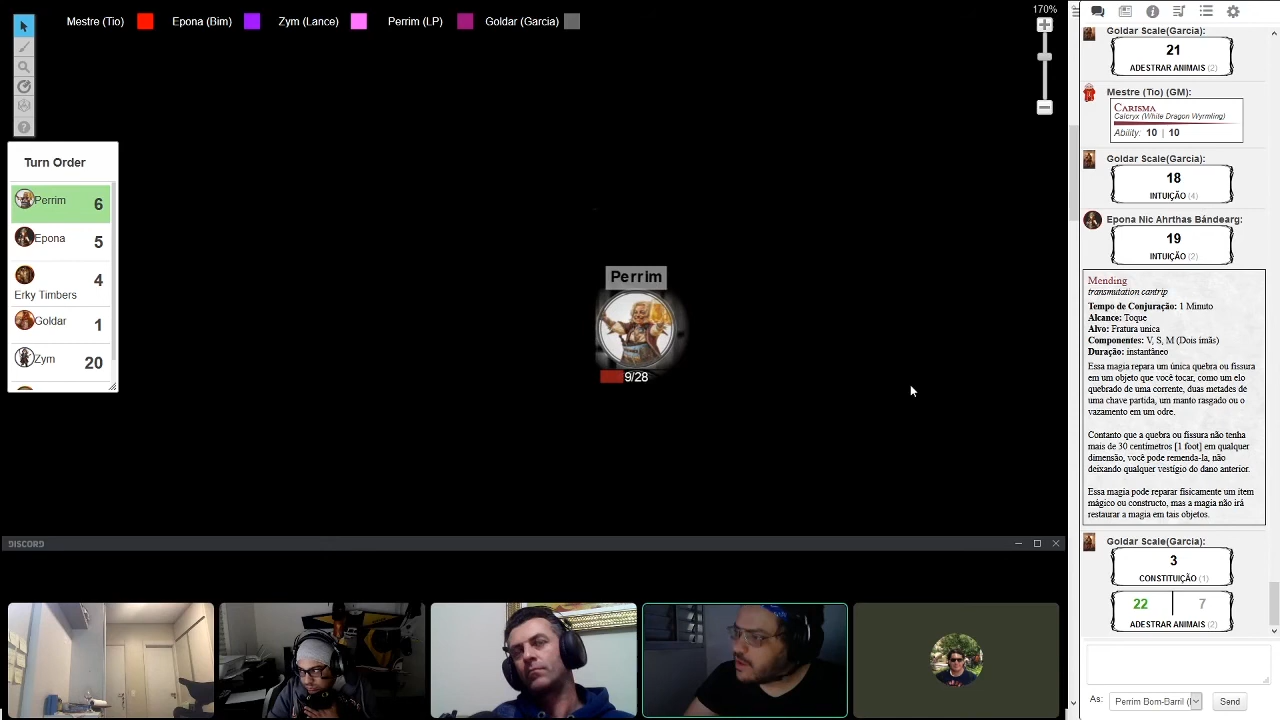 Mestre (Tio)
Epona (Bim)
Zym (Lance)
Perrim (LP)
Goldar (Garcia)
170%
Turn Order
Perrim 6
Epona 5
Erky Timbers 4
Goldar 1
Zym 20
Perrim
9/28
DISCORD
Goldar Scale(Garcia):
21
ADESTRAR ANIMAIS (2)
Mestre (Tio) (GM):
CARISMA
Calcryx (White Dragon Wyrmling)
Ability: 10 | 10
Goldar Scale(Garcia):
18
INTUIÇÃO (4)
Epona Nic Ahrthas Bândearg:
19
INTUIÇÃO (2)
Mending
transmutation cantrip
Tempo de Conjuração: 1 Minuto
Alcance: Toque
Alvo: Fratura unica
Componentes: V, S, M (Dois imãs)
Duração: instantâneo
Essa magia repara um única quebra ou fissura
em um objeto que você tocar, como um elo
quebrado de uma corrente, duas metades de
uma chave partida, um manto rasgado ou o
vazamento em um odre.
Contanto que a quebra ou fissura não tenha
mais de 30 centímetros [1 foot] em qualquer
dimensão, você pode remenda-la, não
deixando qualquer vestígio do dano anterior.
Essa magia pode reparar fisicamente um item
mágico ou constructo, mas a magia não irá
restaurar a magia em tais objetos.
Goldar Scale(Garcia):
3
CONSTITUIÇÃO (1)
22 7
ADESTRAR ANIMAIS (2)
As: Perrim Bom-Barril ( Send